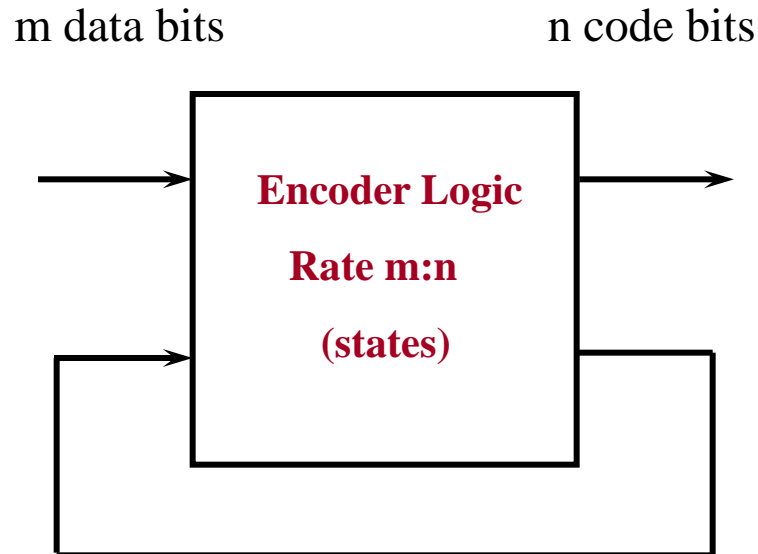 m data bits
n code bits
Encoder Logic
Rate m:n
(states)